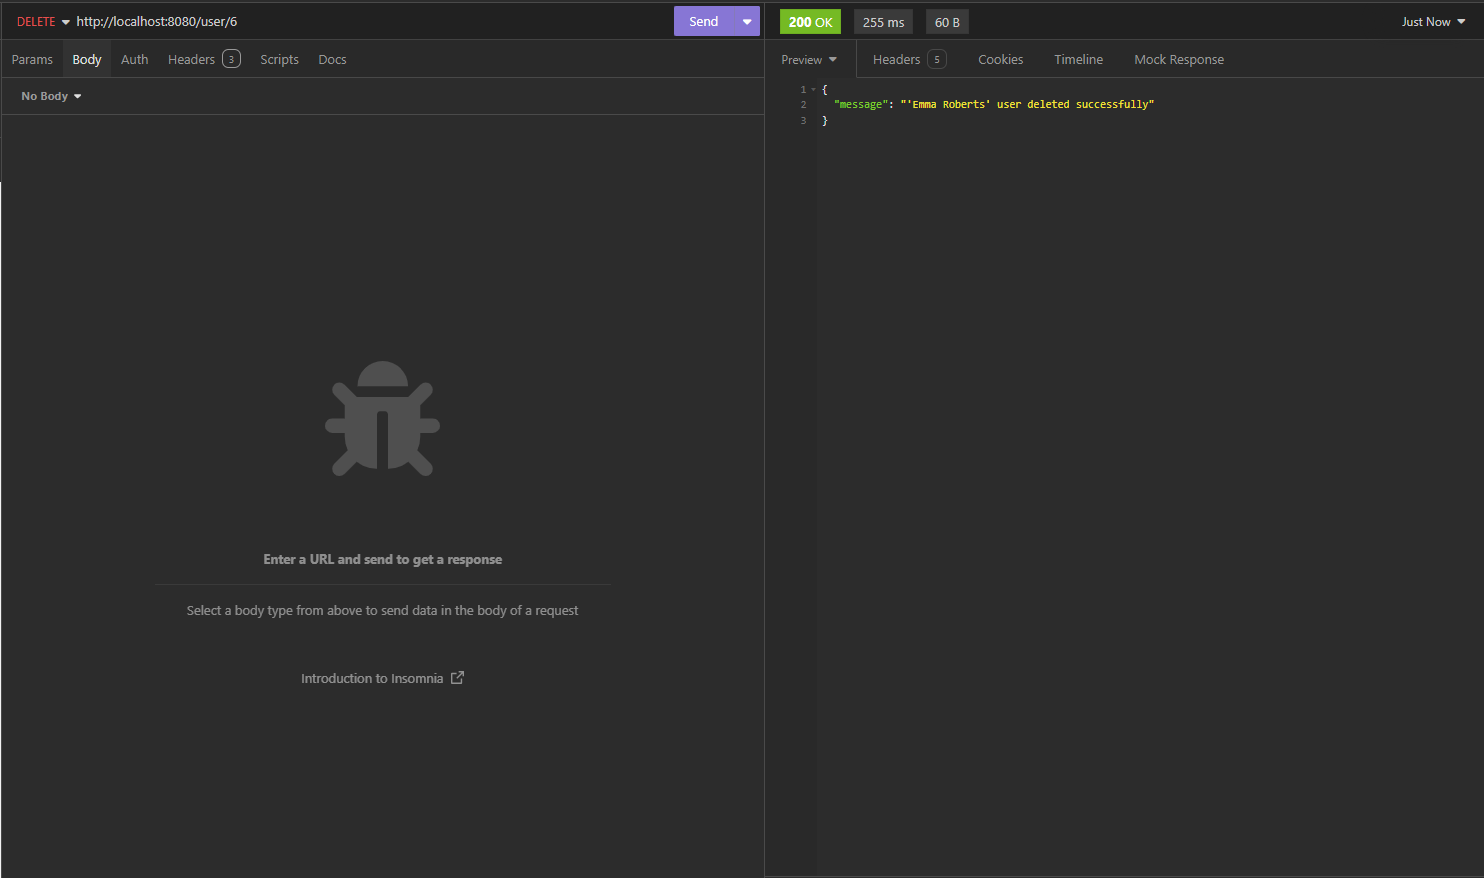 DELETE http://localhost:8080/user/6 Send
200 OK 255 ms 60 B Just Now
Params Body Auth Headers 3 Scripts Docs
Preview Headers 5 Cookies Timeline Mock Response
No Body
1 {
2 "message": "'Emma Roberts' user deleted successfully"
3 }
Enter a URL and send to get a response
Select a body type from above to send data in the body of a request
Introduction to Insomnia